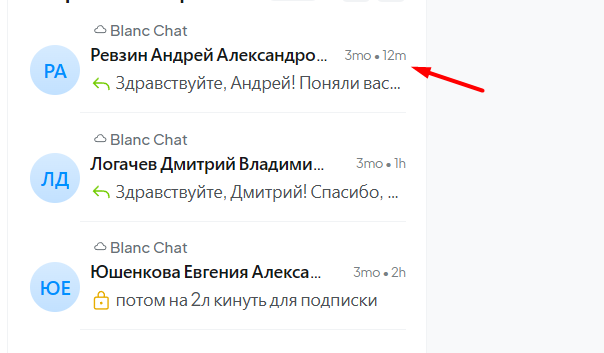 Blanc Chat
Ревзин Андрей Александро...
3mo • 12m
РА
Здравствуйте, Андрей! Поняли вас...
Blanc Chat
Логачев Дмитрий Владими...
3mo • 1h
ЛД
Здравствуйте, Дмитрий! Спасибо, ...
Blanc Chat
Юшенкова Евгения Алекса...
3mo • 2h
ЮЕ
потом на 2л кинуть для подписки